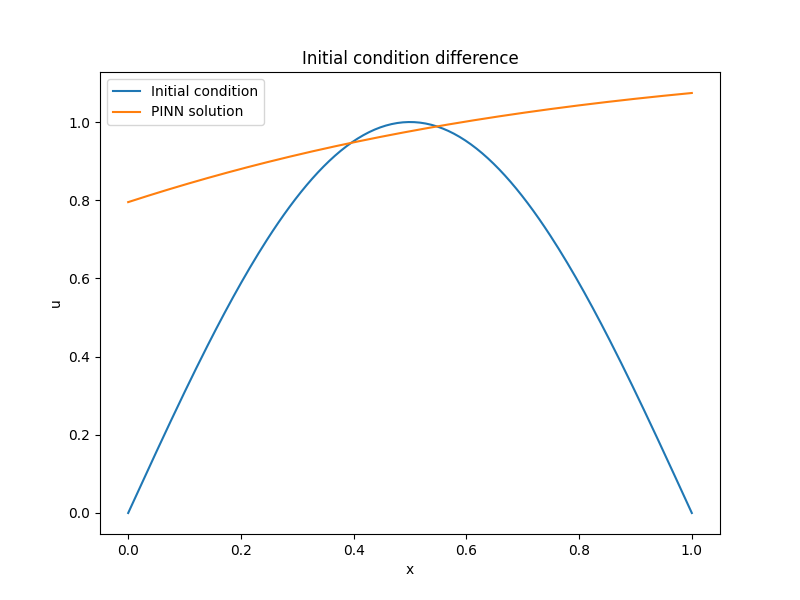 Initial condition difference
Initial condition
PINN solution
1.0
0.8
0.6
0.4
0.2
0.0
u
0.0 0.2 0.4 0.6 0.8 1.0
x